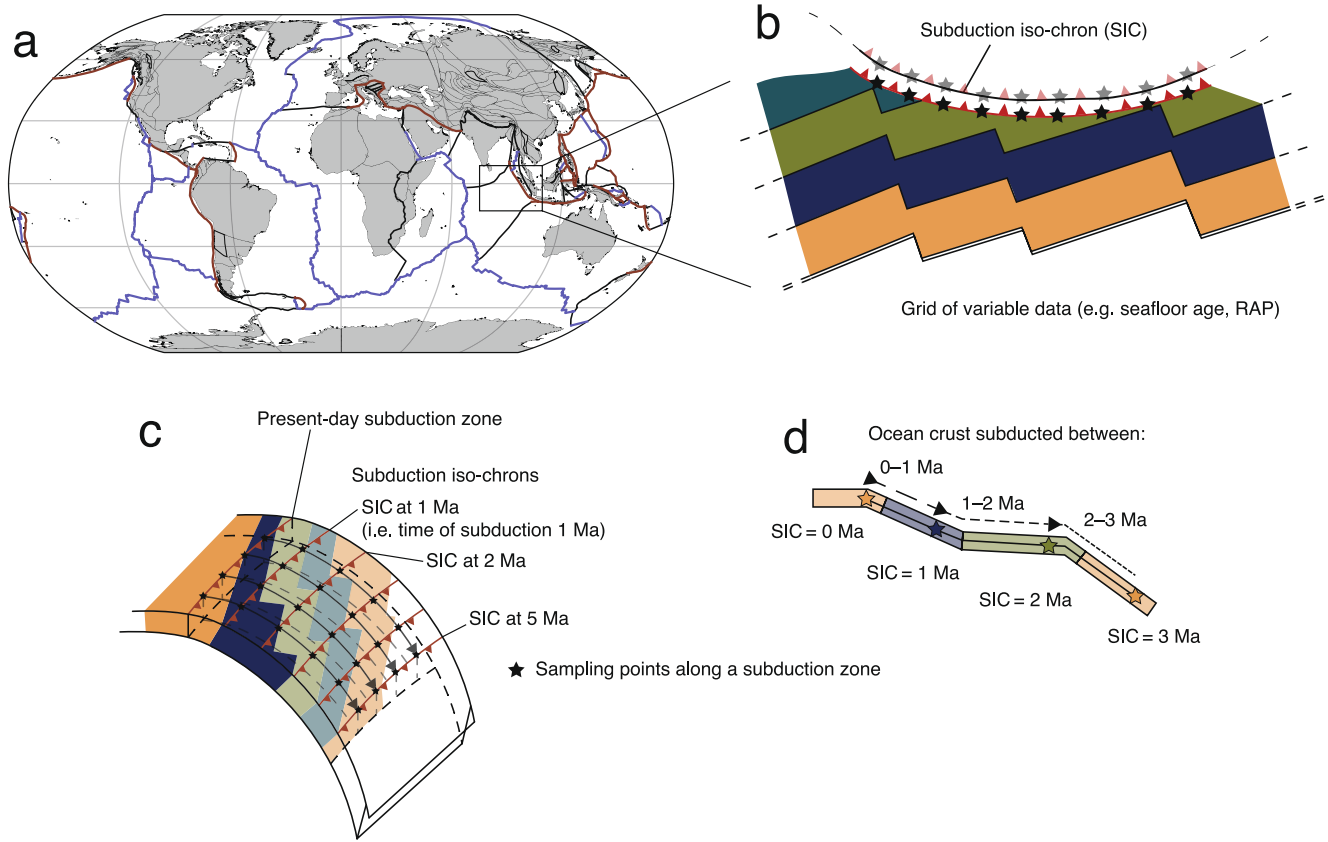 a
b
Subduction iso-chron (SIC)
Grid of variable data (e.g. seafloor age, RAP)
c
Present-day subduction zone
Subduction iso-chrons
SIC at 1 Ma
(i.e. time of subduction 1 Ma)
SIC at 2 Ma
SIC at 5 Ma
Sampling points along a subduction zone
d
Ocean crust subducted between:
0–1 Ma
1–2 Ma
2–3 Ma
SIC = 0 Ma
SIC = 1 Ma
SIC = 2 Ma
SIC = 3 Ma